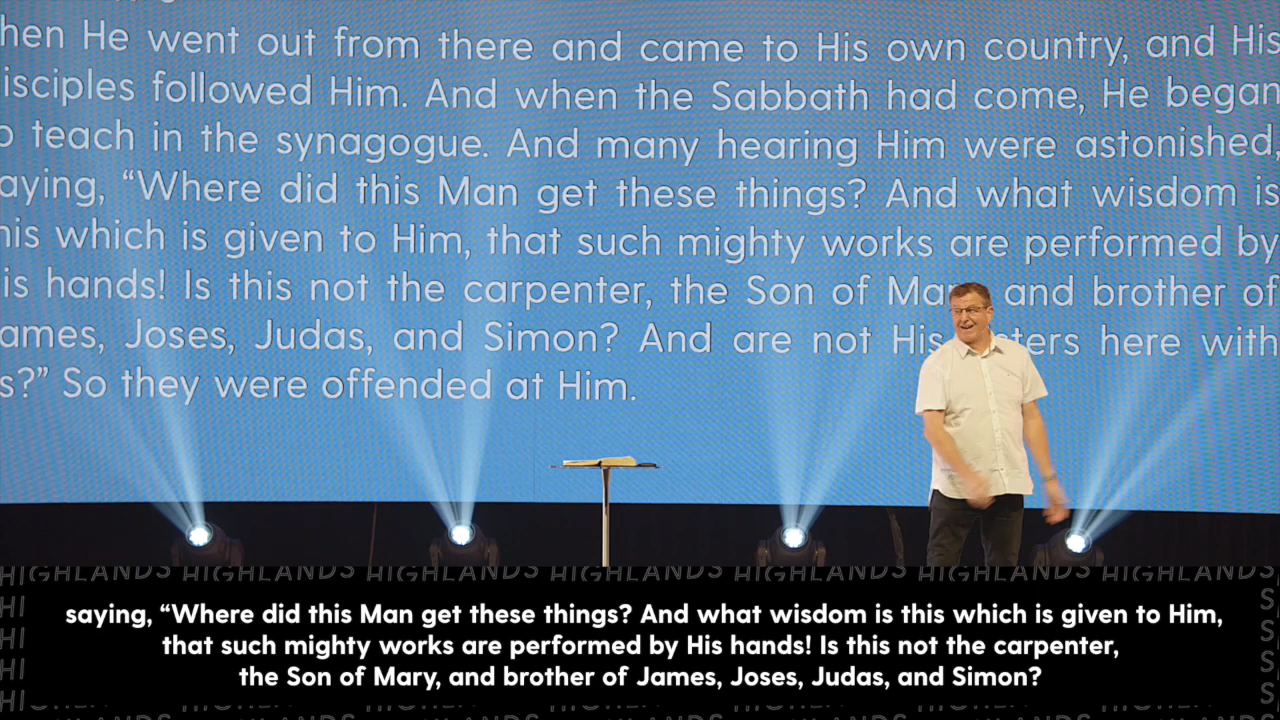 hen He went out from there and came to His own country, and His
isciples followed Him. And when the Sabbath had come, He began
o teach in the synagogue. And many hearing Him were astonished,
aying, “Where did this Man get these things? And what wisdom is
his which is given to Him, that such mighty works are performed by
is hands! Is this not the carpenter, the Son of Mary, and brother of
ames, Joses, Judas, and Simon? And are not His sisters here with
s?” So they were offended at Him.
HIGHLANDS HIGHLANDS HIGHLANDS HIGHLANDS HIGHLANDS HIGHLANDS HIGHLANDS
saying, “Where did this Man get these things? And what wisdom is this which is given to Him,
that such mighty works are performed by His hands! Is this not the carpenter,
the Son of Mary, and brother of James, Joses, Judas, and Simon?